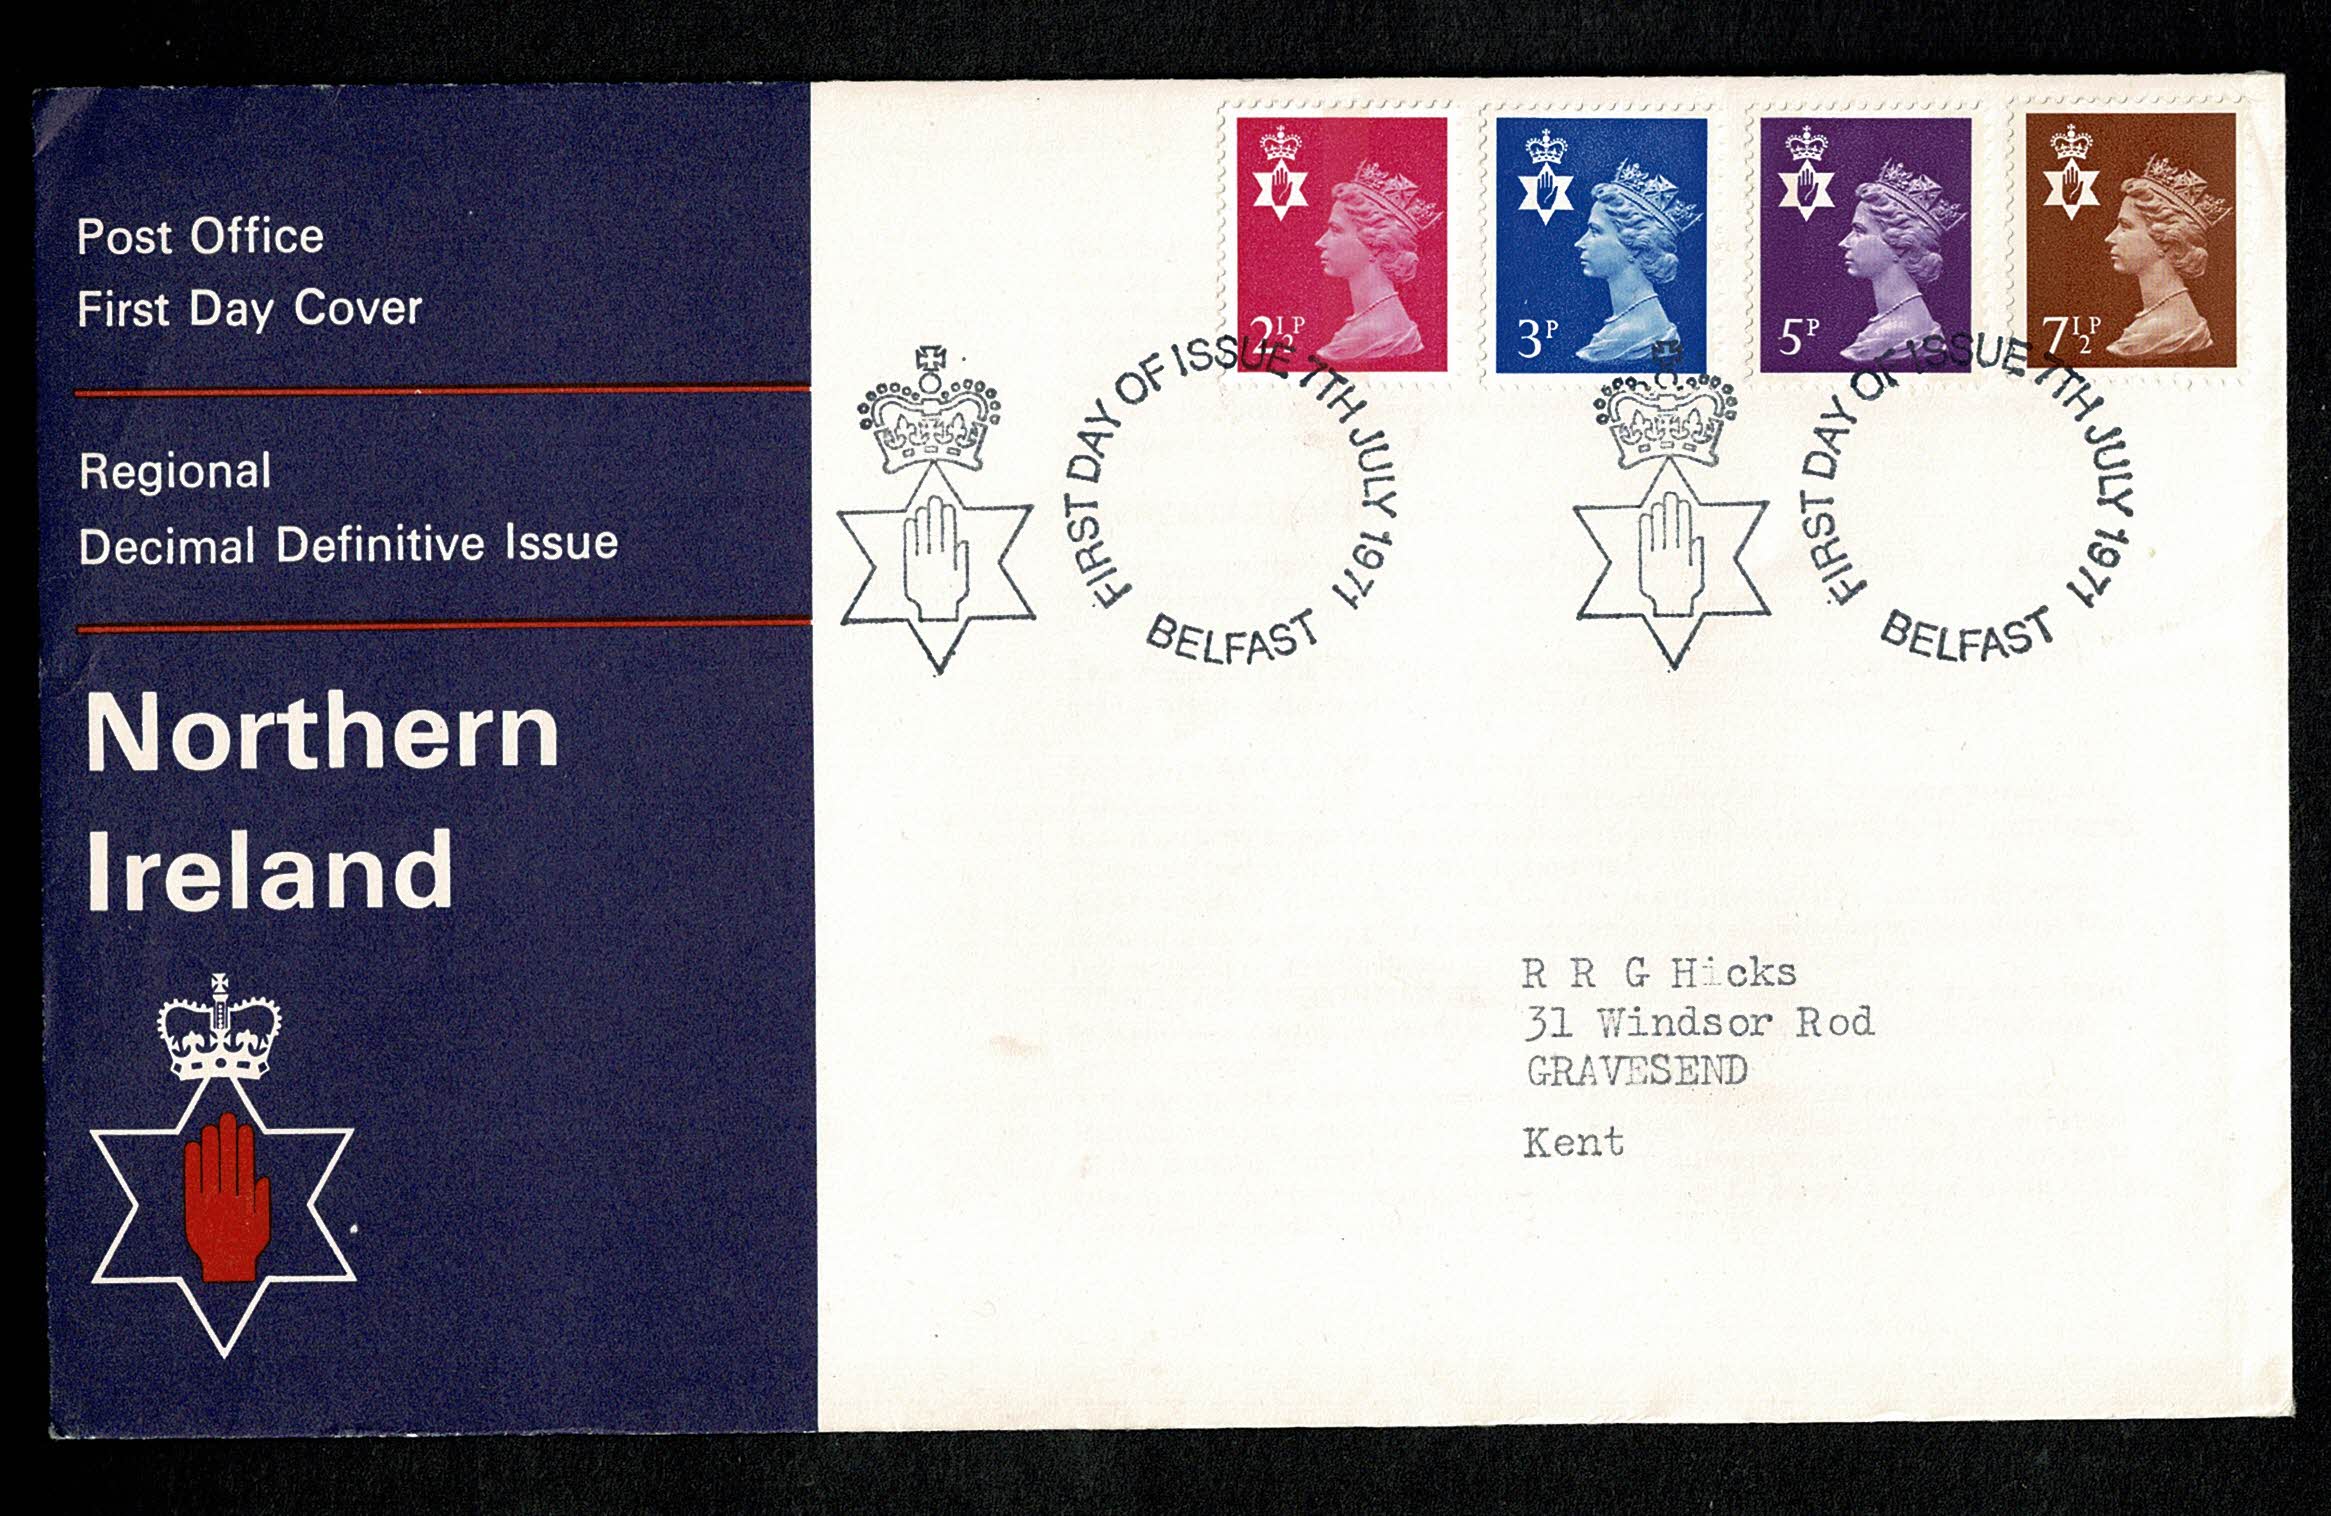 Post Office
First Day Cover
Regional
Decimal Definitive Issue
Northern
Ireland
2½P
3P
5P
7½P
FIRST DAY OF ISSUE 7TH JULY 1971
BELFAST
FIRST DAY OF ISSUE 7TH JULY 1971
BELFAST
R R G Hicks
31 Windsor Rod
GRAVESEND
Kent